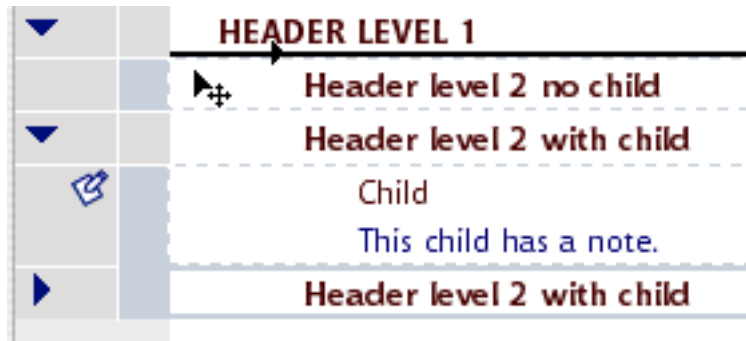 HEADER LEVEL 1
Header level 2 no child
Header level 2 with child
Child
This child has a note.
Header level 2 with child